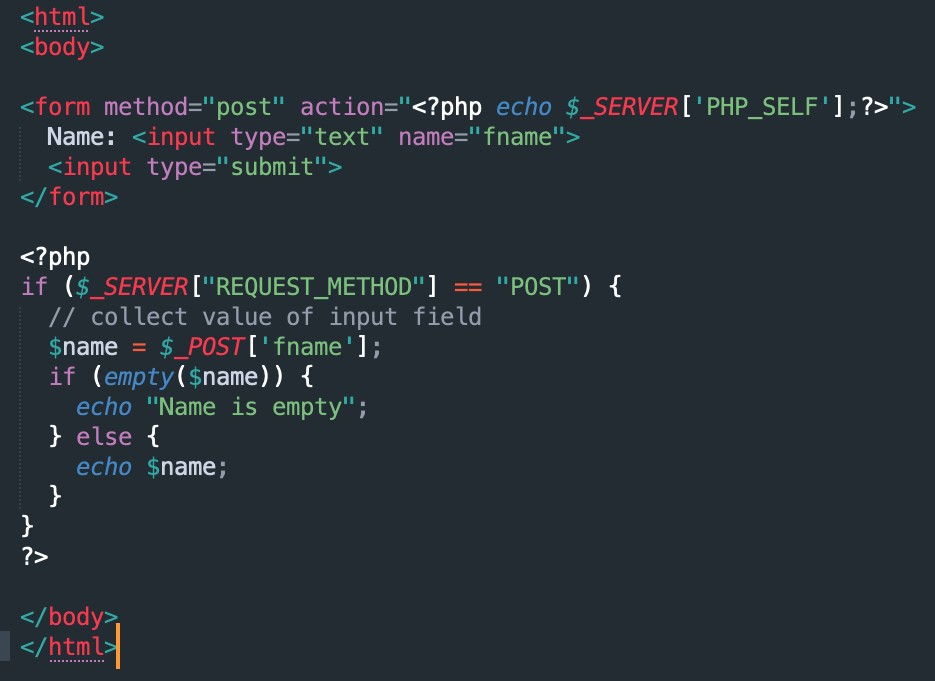 <html>
<body>
<form method="post" action="<?php echo $_SERVER['PHP_SELF'];?>">
Name: <input type="text" name="fname">
<input type="submit">
</form>
<?php
if ($_SERVER["REQUEST_METHOD"] == "POST") {
// collect value of input field
$name = $_POST['fname'];
if (empty($name)) {
echo "Name is empty";
} else {
echo $name;
}
}
?>
</body>
</html>